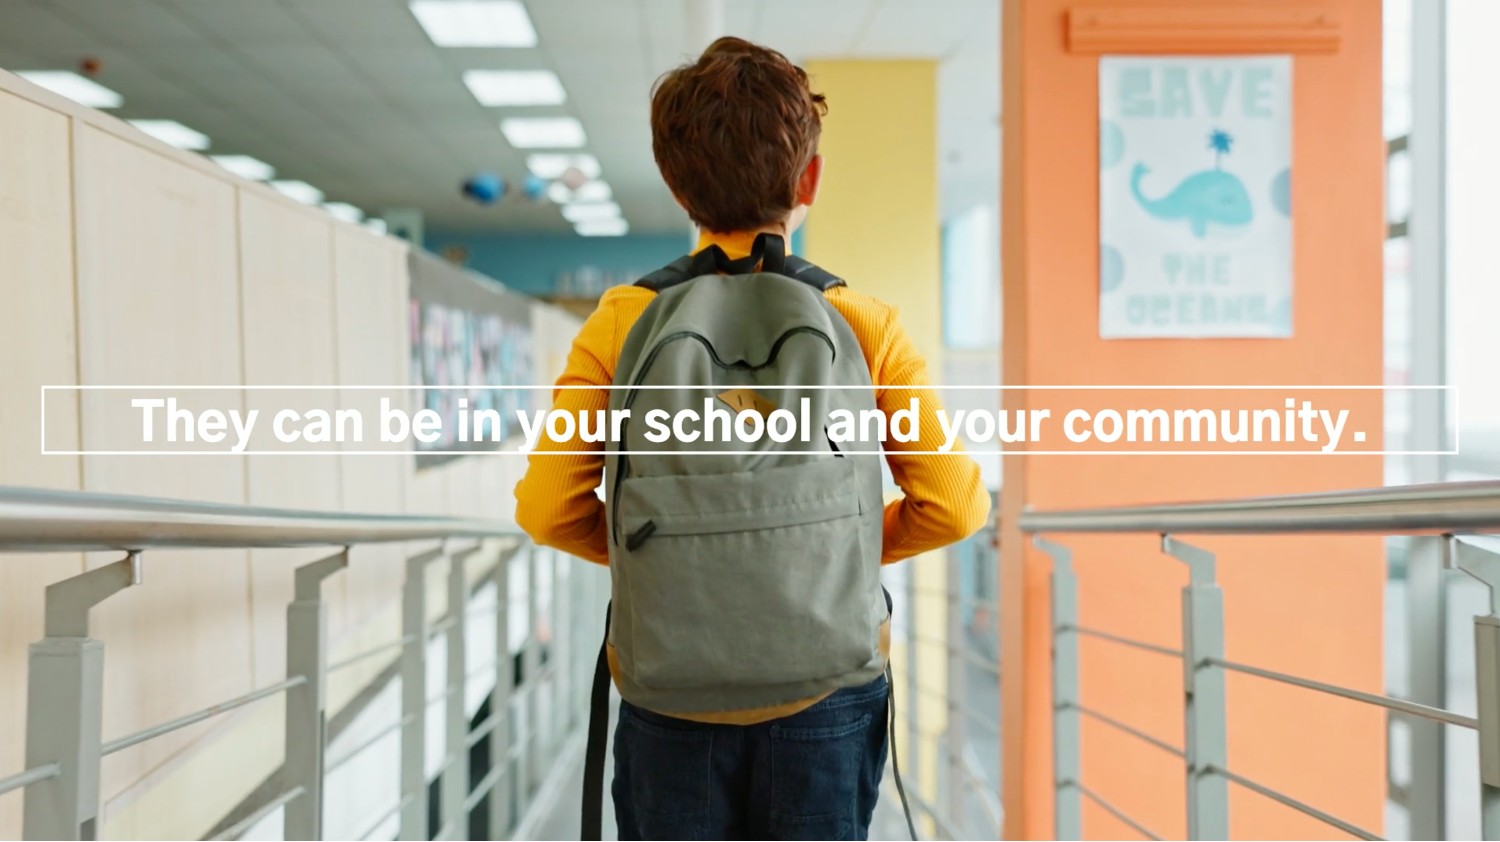 SAVE
THE
OCEANS
They can be in your school and your community.